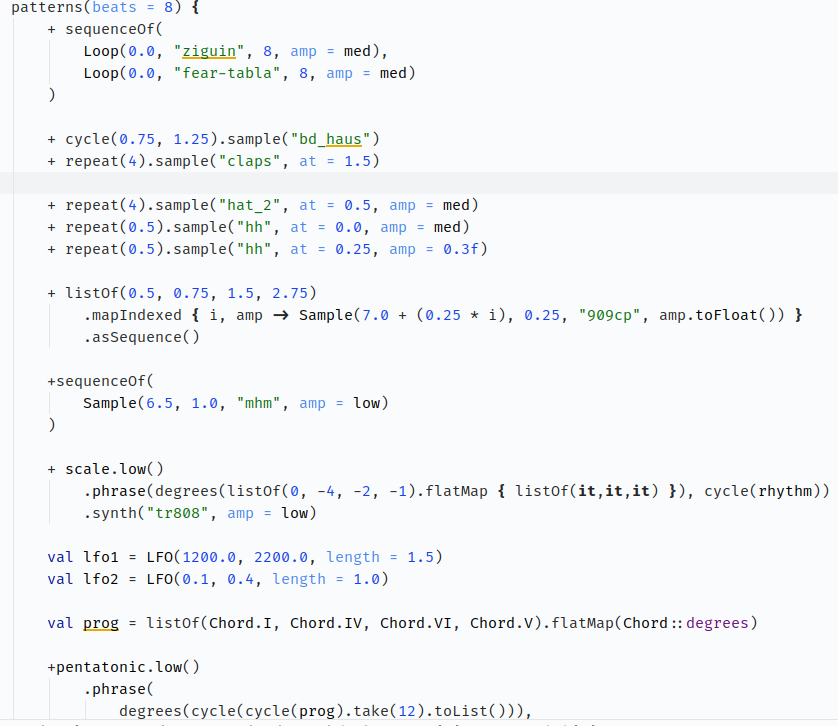 patterns(beats = 8) {
+ sequenceOf(
Loop(0.0, "ziguin", 8, amp = med),
Loop(0.0, "fear-tabla", 8, amp = med)
)
+ cycle(0.75, 1.25).sample("bd_haus")
+ repeat(4).sample("claps", at = 1.5)
+ repeat(4).sample("hat_2", at = 0.5, amp = med)
+ repeat(0.5).sample("hh", at = 0.0, amp = med)
+ repeat(0.5).sample("hh", at = 0.25, amp = 0.3f)
+ listOf(0.5, 0.75, 1.5, 2.75)
.mapIndexed { i, amp → Sample(7.0 + (0.25 * i), 0.25, "909cp", amp.toFloat()) }
.asSequence()
+sequenceOf(
Sample(6.5, 1.0, "mhm", amp = low)
)
+ scale.low()
.phrase(degrees(listOf(0, -4, -2, -1).flatMap { listOf(it,it,it) }), cycle(rhythm))
.synth("tr808", amp = low)
val lfo1 = LFO(1200.0, 2200.0, length = 1.5)
val lfo2 = LFO(0.1, 0.4, length = 1.0)
val prog = listOf(Chord.I, Chord.IV, Chord.VI, Chord.V).flatMap(Chord::degrees)
+pentatonic.low()
.phrase(
degrees(cycle(cycle(prog).take(12).toList())),